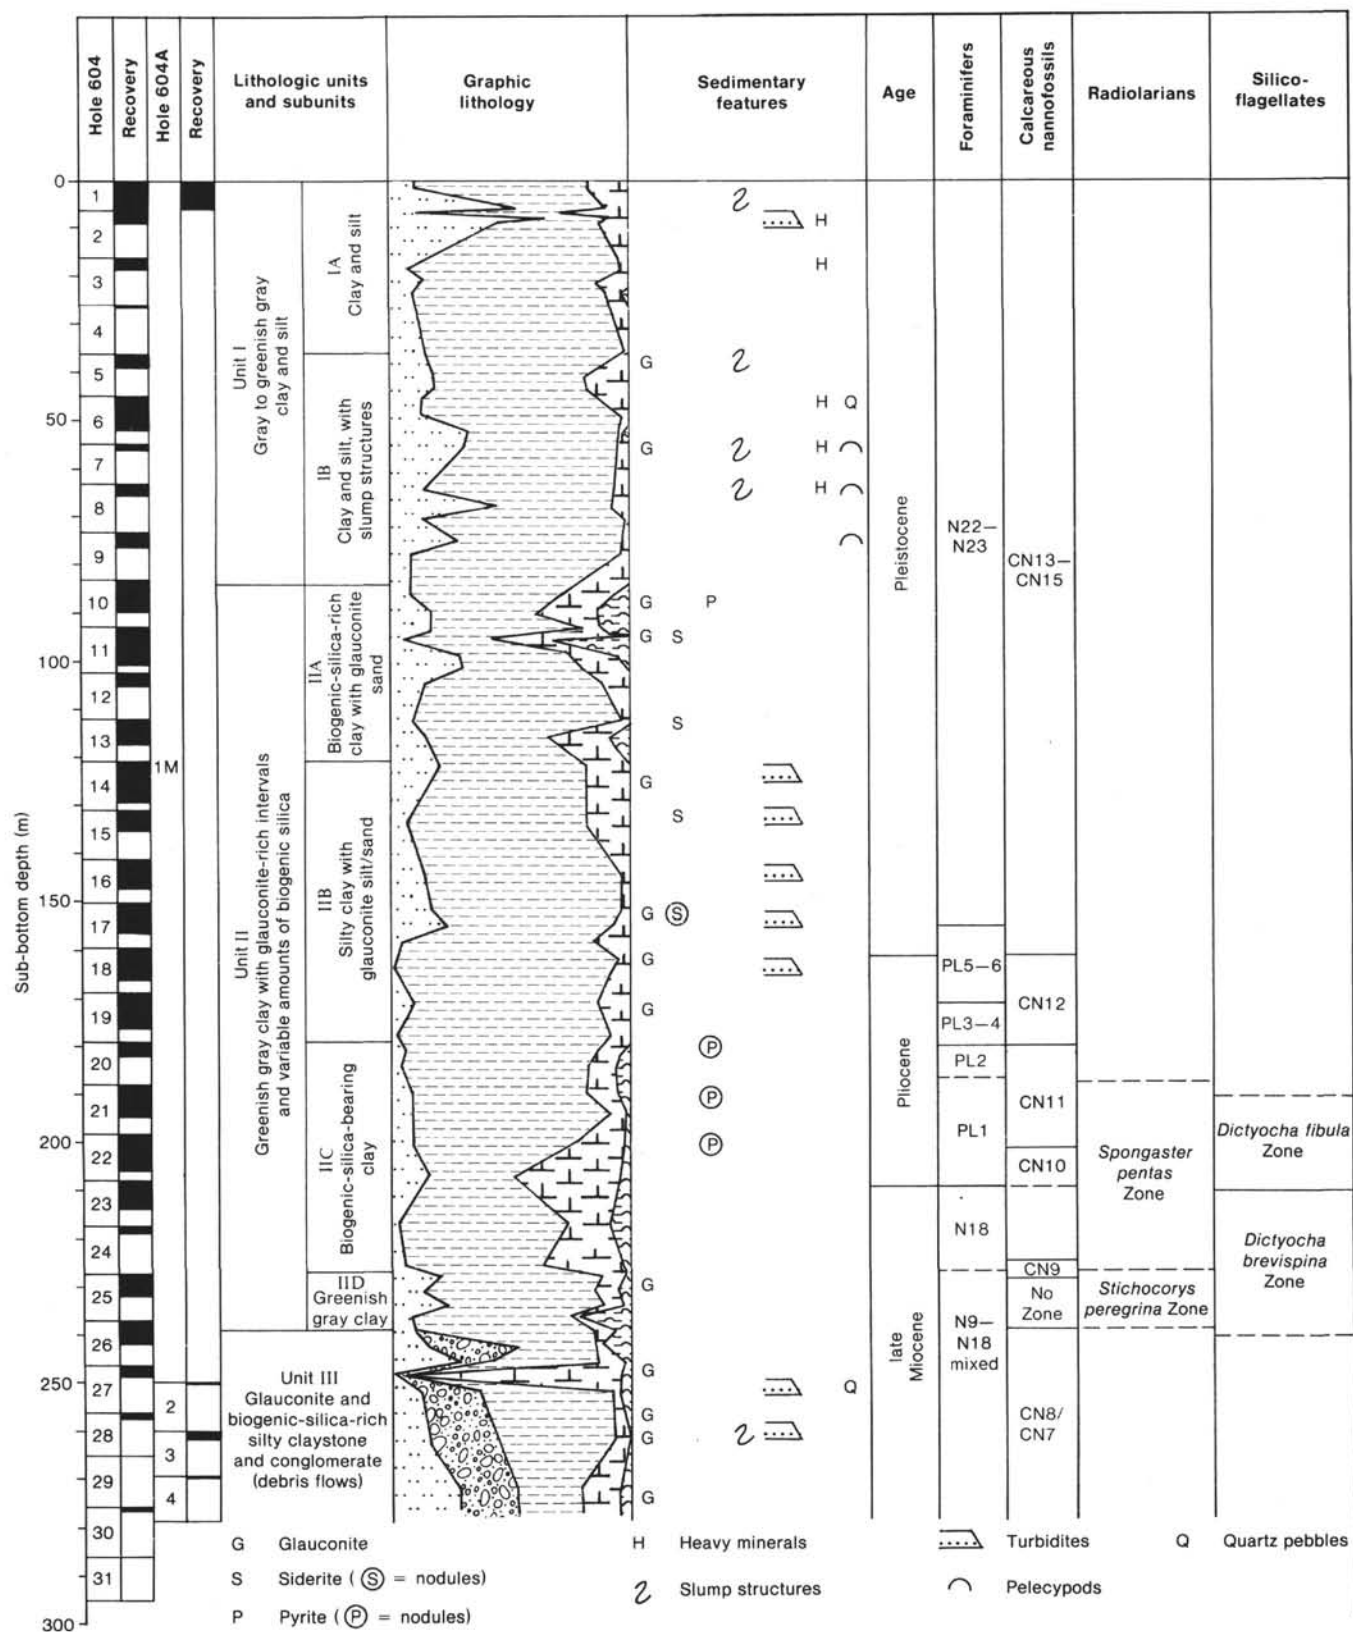 Hole 604
Recovery
Hole 604A
Recovery
Lithologic units
and subunits
Graphic
lithology
Sedimentary
features
Age
Foraminifers
Calcareous
nannofossils
Radiolarians
Silico-
flagellates
Sub-bottom depth (m)
0
50
100
150
200
250
300
1
2
3
4
5
6
7
8
9
10
11
12
13
14
15
16
17
18
19
20
21
22
23
24
25
26
27
28
29
30
31
1M
2
3
4
Unit I
Gray to greenish gray
clay and silt
IA
Clay and silt
IB
Clay and silt, with
slump structures
Unit II
Greenish gray clay with glauconite-rich intervals
and variable amounts of biogenic silica
IIA
Biogenic-silica-rich
clay with glauconite
sand
IIB
Silty clay with
glauconite silt/sand
IIC
Biogenic-silica-bearing
clay
IID
Greenish
gray clay
Unit III
Glauconite and
biogenic-silica-rich
silty claystone
and conglomerate
(debris flows)
H
H
G
H Q
G H
H
G P
G S
S
G
S
G S
G
G
P
P
P
G
G
Q
G
G
G
Pleistocene
Pliocene
late
Miocene
N22–
N23
PL5–6
PL3–4
PL2
PL1
N18
N9–
N18
mixed
CN13–
CN15
CN12
CN11
CN10
CN9
No
Zone
CN8/
CN7
Spongaster
pentas
Zone
Stichocorys
peregrina Zone
Dictyocha fibula
Zone
Dictyocha
brevispina
Zone
G Glauconite
S Siderite (Ⓢ = nodules)
P Pyrite (Ⓟ = nodules)
H Heavy minerals
Slump structures
Turbidites
Pelecypods
Q Quartz pebbles